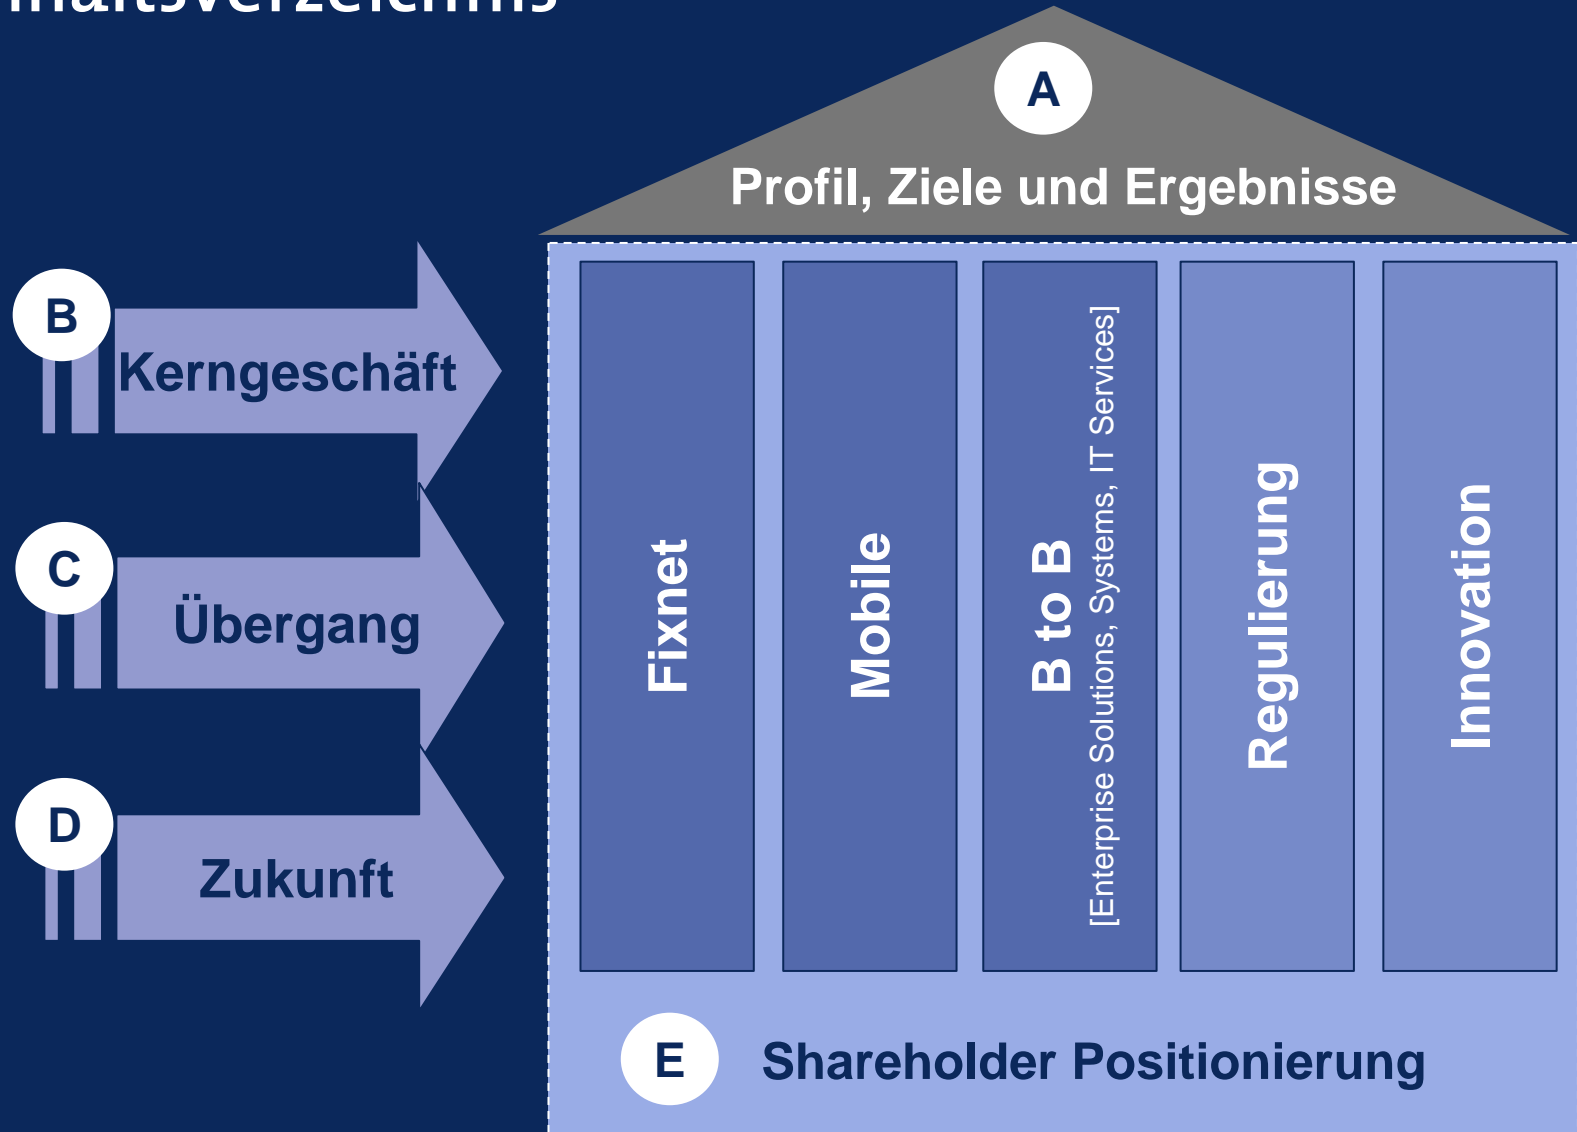 nhaltsverzeichnis
A
Profil, Ziele und Ergebnisse
B
Kerngeschäft
C
Übergang
D
Zukunft
Fixnet
Mobile
B to B
[Enterprise Solutions, Systems, IT Services]
Regulierung
Innovation
E
Shareholder Positionierung